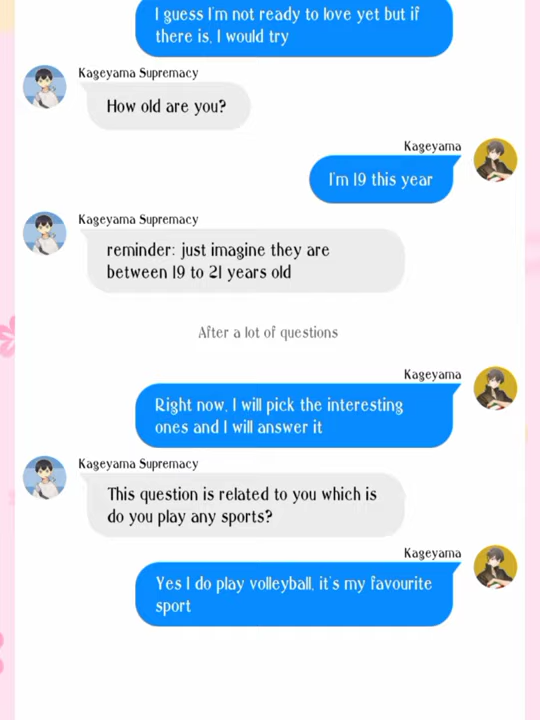 I guess I'm not ready to love yet but if
there is, I would try
Kageyama Supremacy
How old are you?
Kageyama
I'm 19 this year
Kageyama Supremacy
reminder: just imagine they are
between 19 to 21 years old
After a lot of questions
Kageyama
Right now, I will pick the interesting
ones and I will answer it
Kageyama Supremacy
This question is related to you which is
do you play any sports?
Kageyama
Yes I do play volleyball, it's my favourite
sport